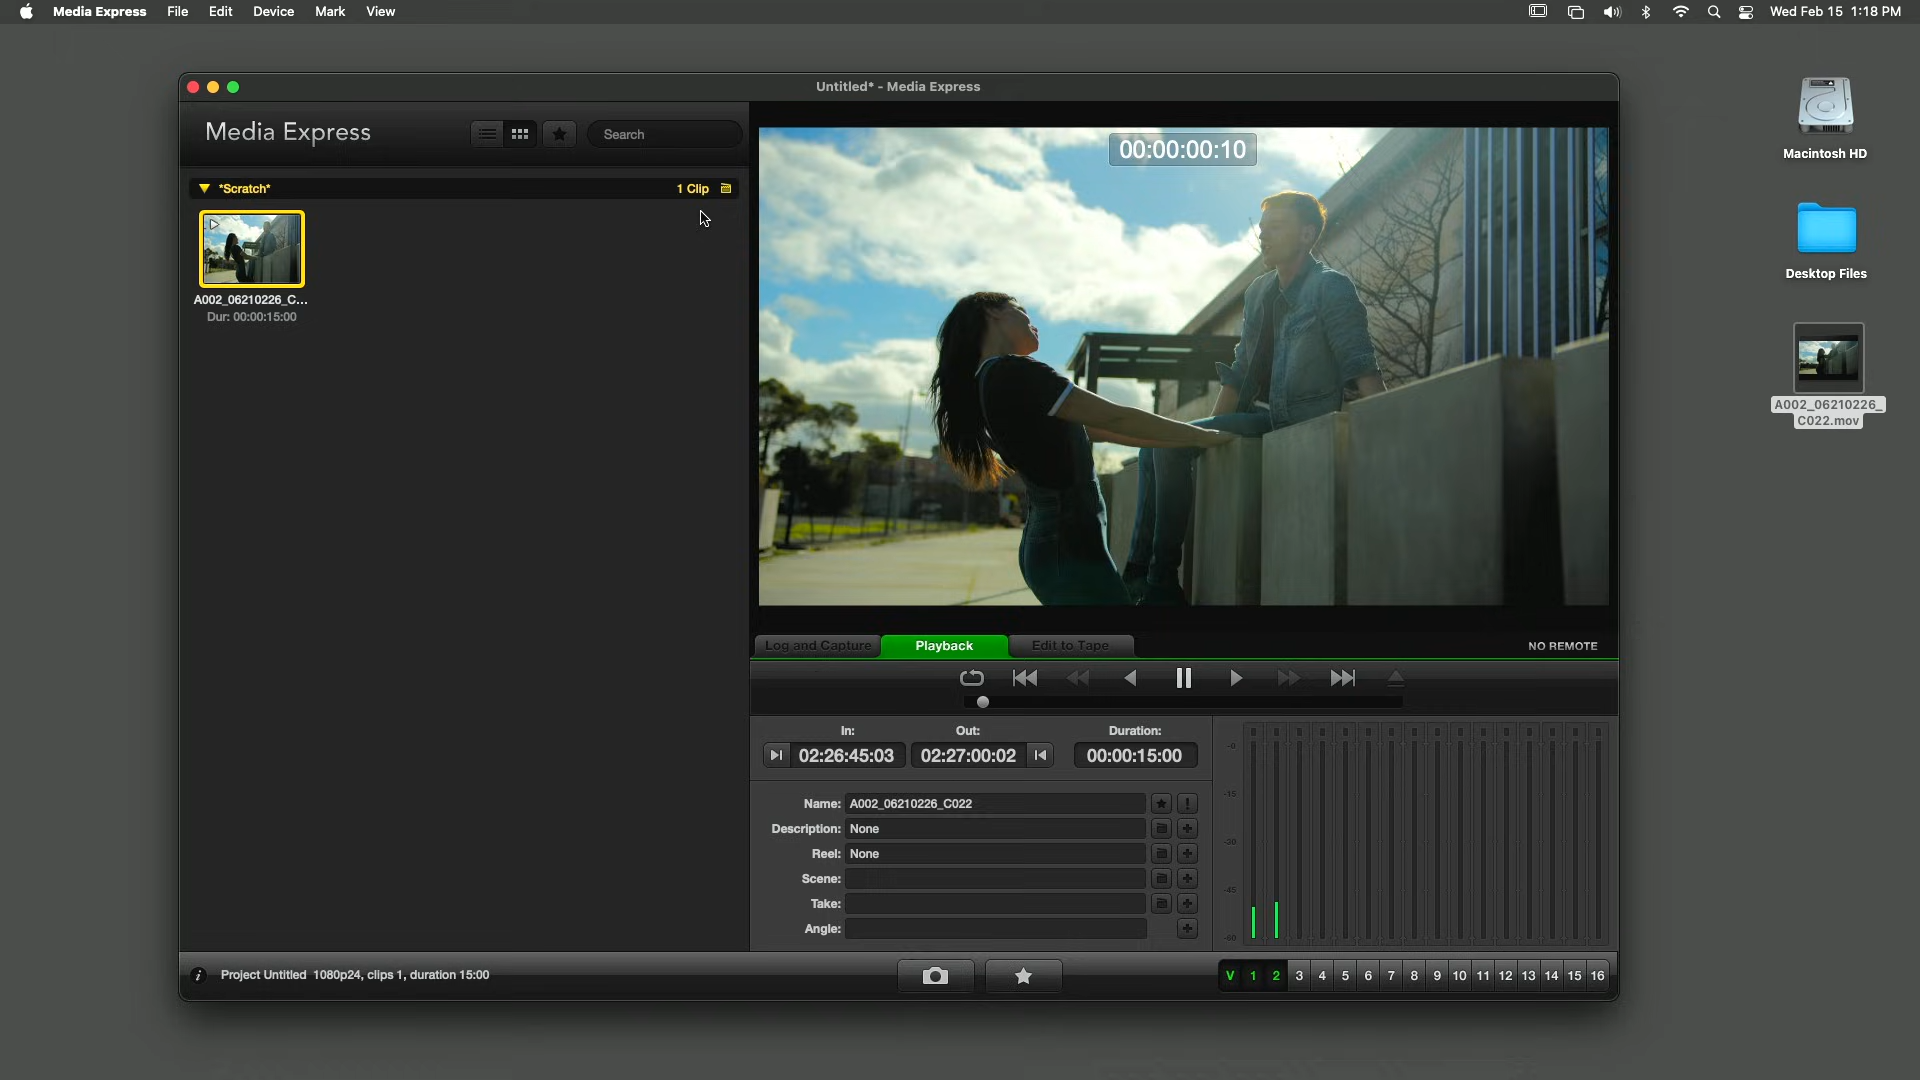 Media Express File Edit Device Mark View Wed Feb 15 1:18 PM
Untitled* - Media Express
Media Express
Search
*Scratch* 1 Clip
A002_06210226_C...
Dur: 00:00:15:00
00:00:00:10
Macintosh HD
Desktop Files
A002_06210226_
C022.mov
Log and Capture Playback Edit to Tape NO REMOTE
In: Out: Duration:
02:26:45:03 02:27:00:02 00:00:15:00
Name: A002_06210226_C022
Description: None
Reel: None
Scene:
Take:
Angle:
-0
-15
-30
-45
-60
Project Untitled 1080p24, clips 1, duration 15:00
V 1 2 3 4 5 6 7 8 9 10 11 12 13 14 15 16